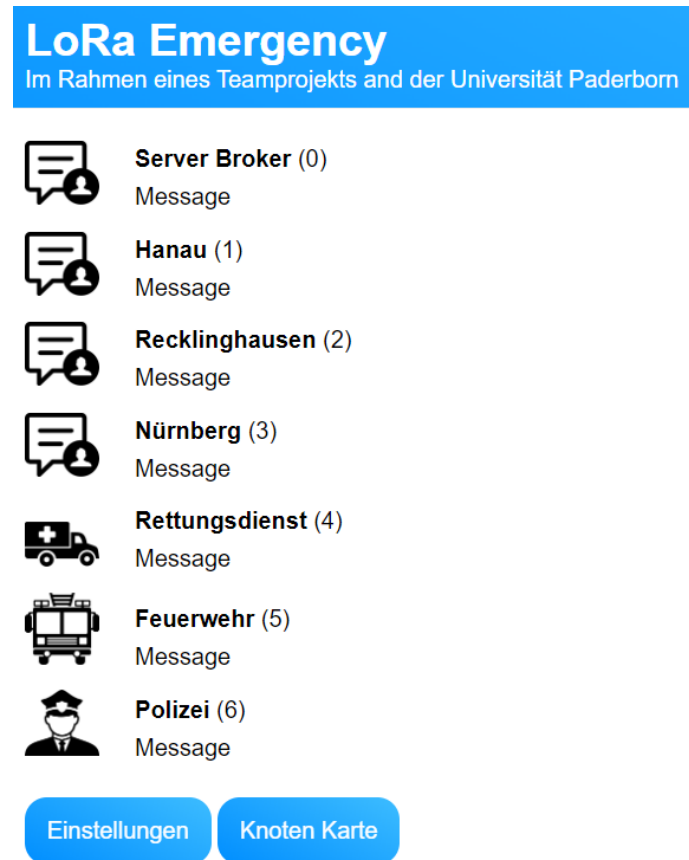 LoRa Emergency
Im Rahmen eines Teamprojekts and der Universität Paderborn
Server Broker (0)
Message
Hanau (1)
Message
Recklinghausen (2)
Message
Nürnberg (3)
Message
Rettungsdienst (4)
Message
Feuerwehr (5)
Message
Polizei (6)
Message
Einstellungen Knoten Karte